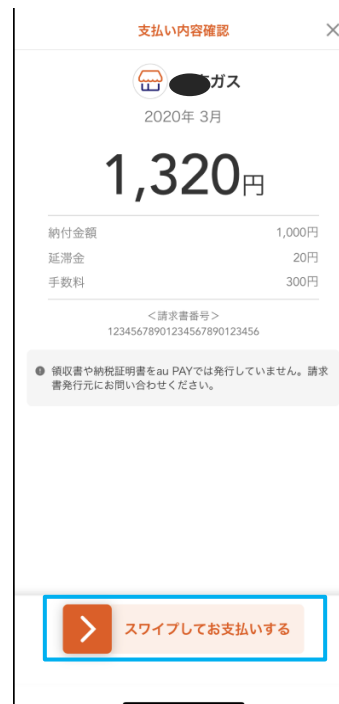 支払い内容確認
ガス
2020年 3月
1,320円
納付金額 1,000円
延滞金 20円
手数料 300円
＜請求書番号＞
12345678901234567890123456
領収書や納税証明書をau PAYでは発行していません。請求
書発行元にお問い合わせください。
スワイプしてお支払いする